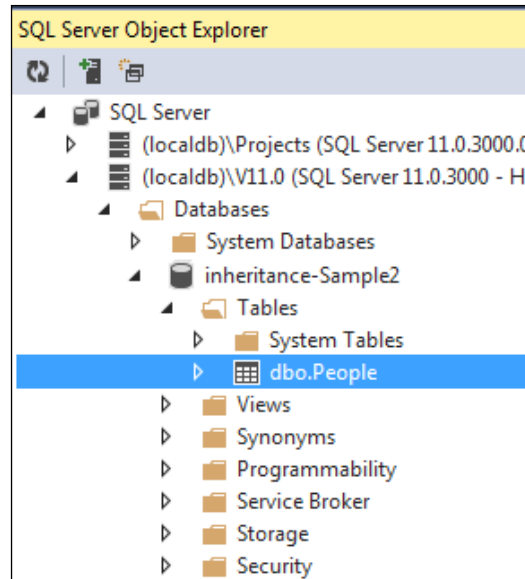 SQL Server Object Explorer
SQL Server
(localdb)\Projects (SQL Server 11.0.3000.0
(localdb)\V11.0 (SQL Server 11.0.3000 - H
Databases
System Databases
inheritance-Sample2
Tables
System Tables
dbo.People
Views
Synonyms
Programmability
Service Broker
Storage
Security